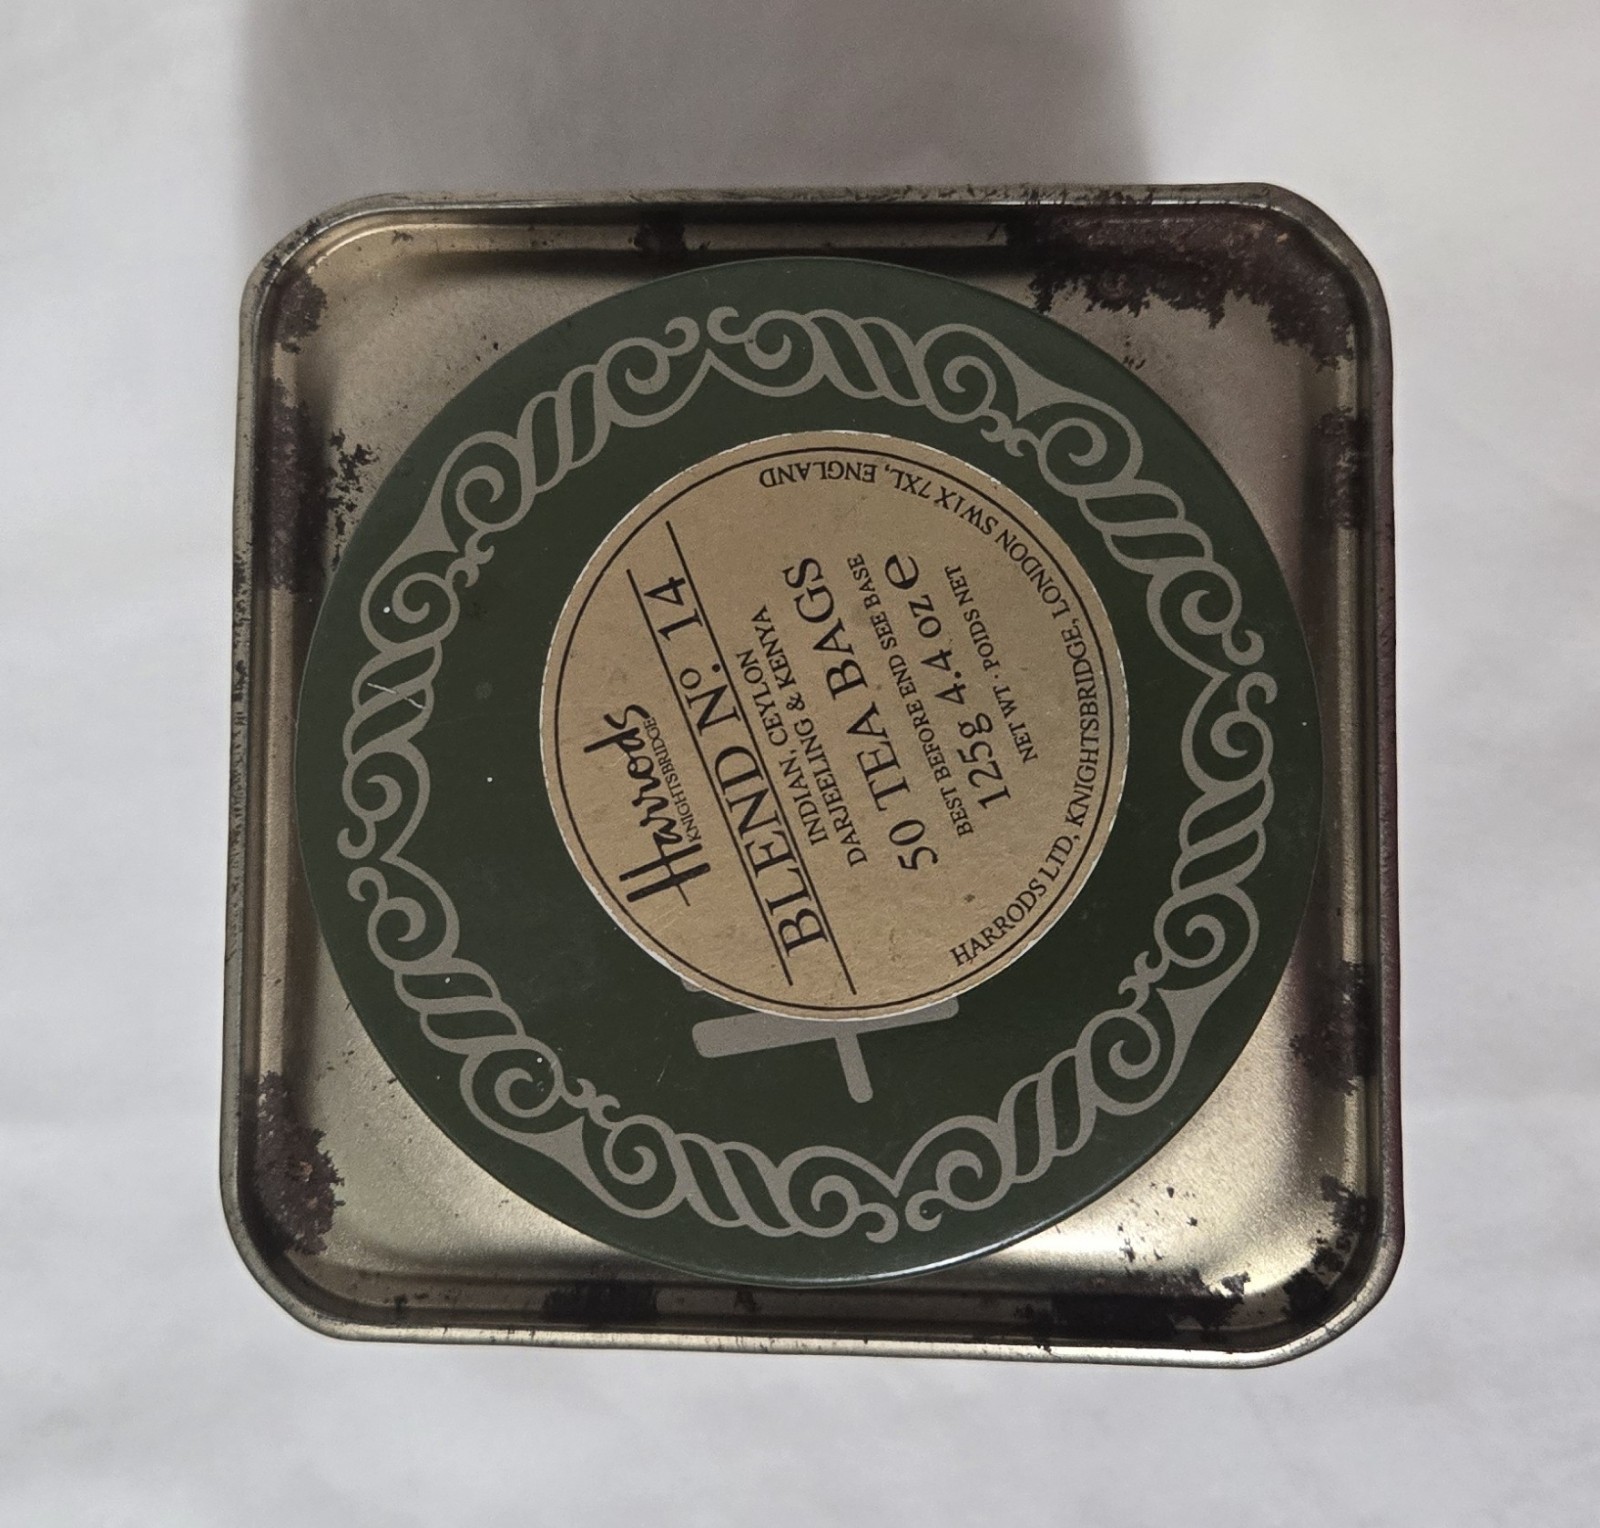 Harrods
KNIGHTSBRIDGE
BLEND No. 14
INDIAN, CEYLON
DARJEELING & KENYA
50 TEA BAGS
BEST BEFORE END SEE BASE
125g 4.4 oz e
NET WT · POIDS NET
HARRODS LTD, KNIGHTSBRIDGE, LONDON SW1X 7XL, ENGLAND